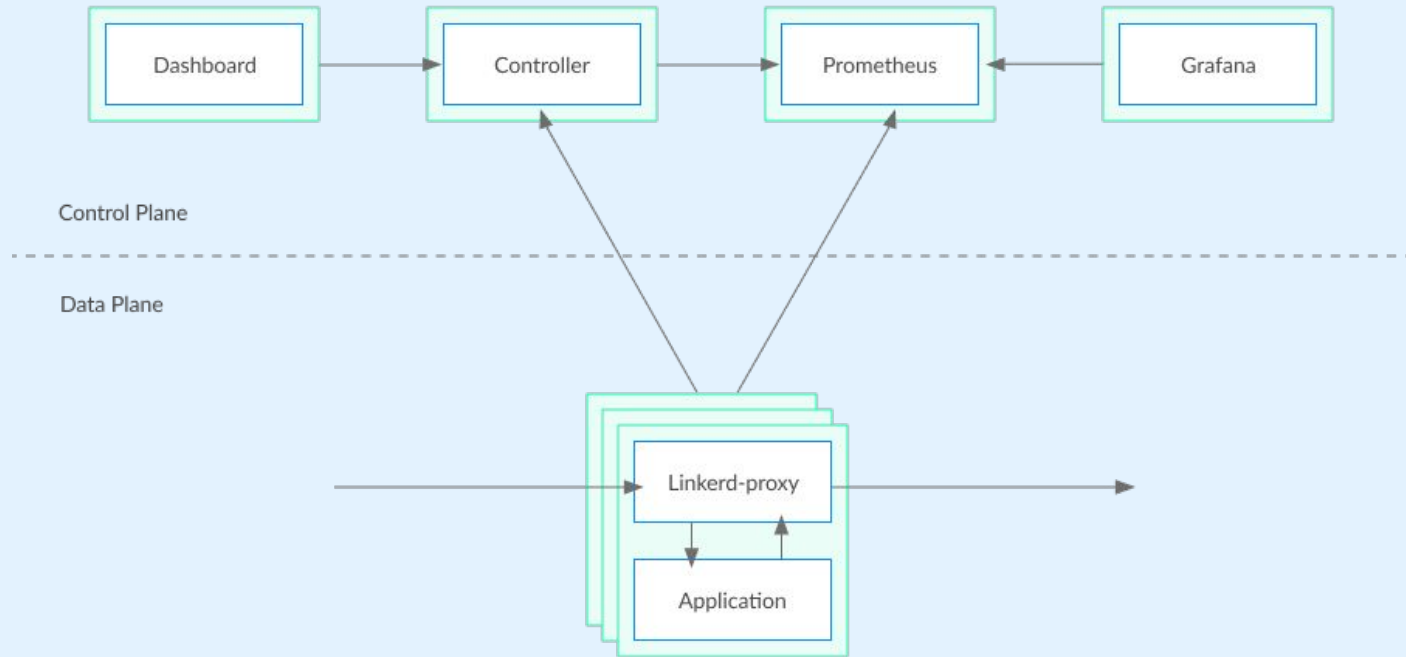 Dashboard
Controller
Prometheus
Grafana
Control Plane
Data Plane
Linkerd-proxy
Application